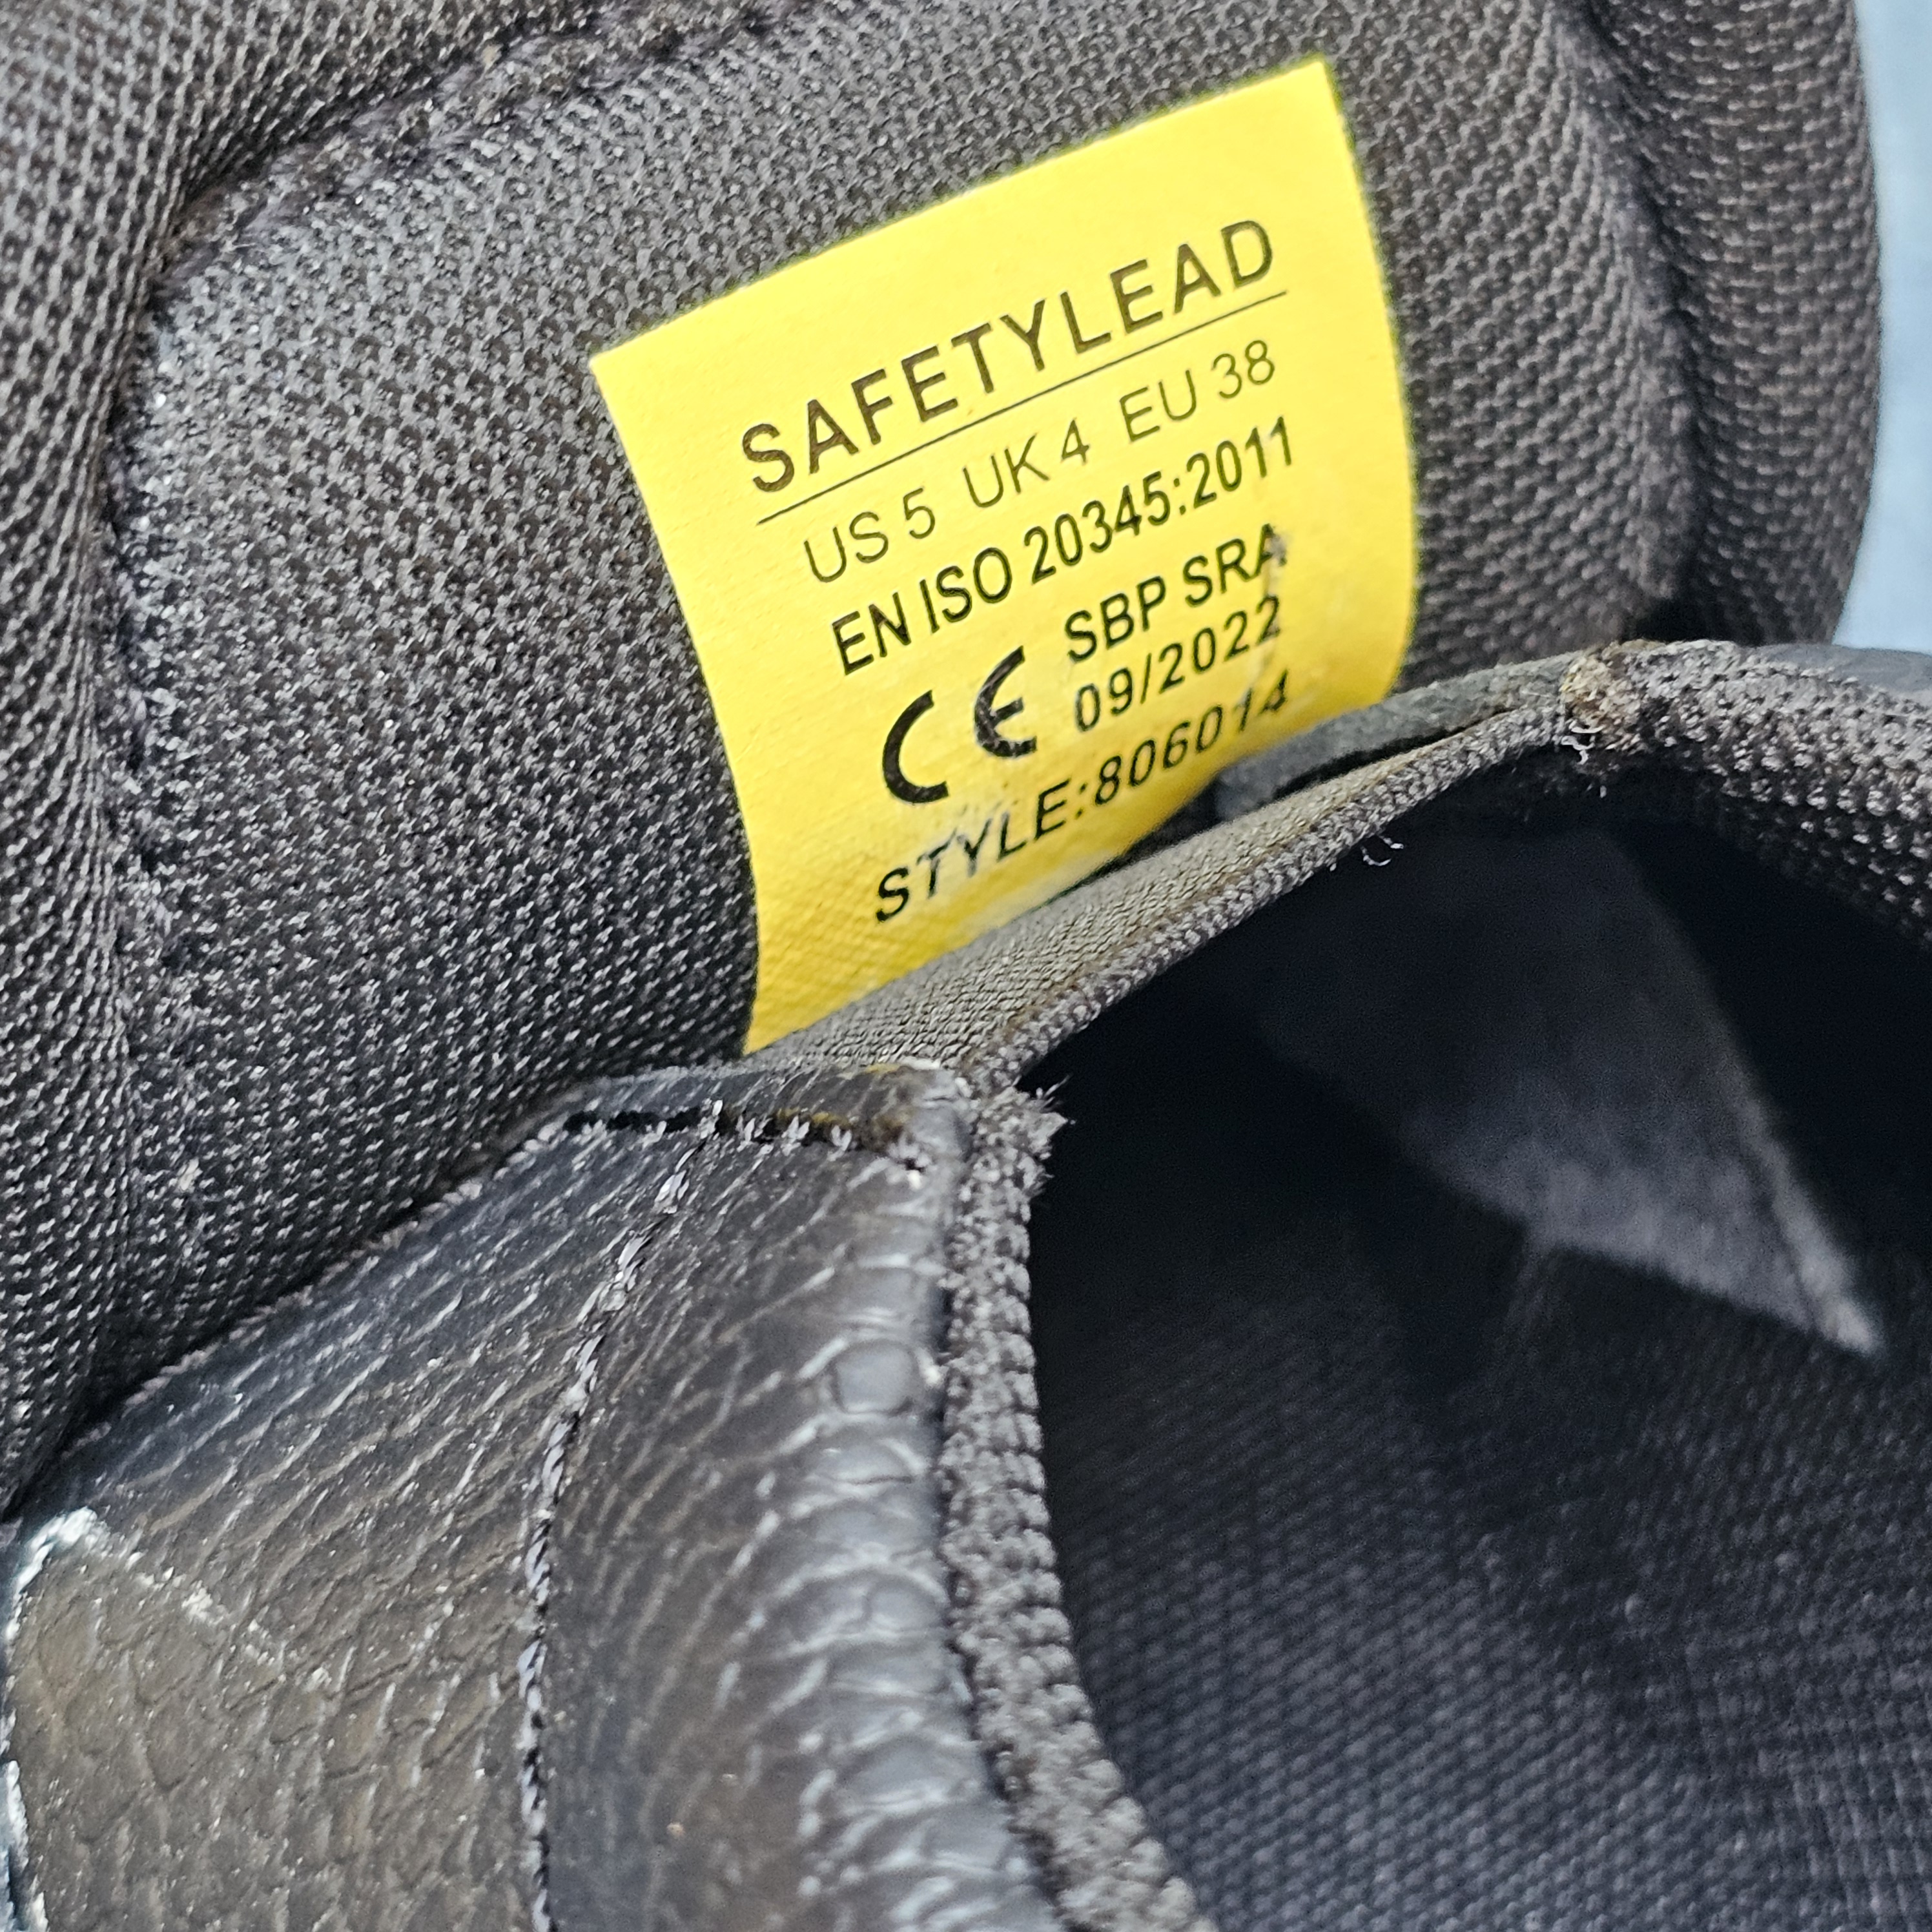 SAFETYLEAD
US 5 UK 4 EU 38
EN ISO 20345:2011
CE SBP SRA
09/2022
STYLE:806014